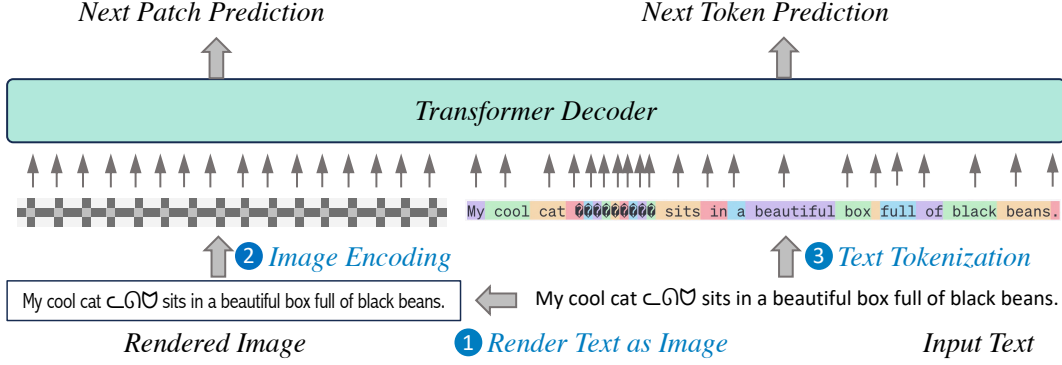 Next Patch Prediction
Next Token Prediction
Transformer Decoder
My cool cat ��������� sits in a beautiful box full of black beans.
2 Image Encoding
3 Text Tokenization
My cool cat ᓚᘏᗢ sits in a beautiful box full of black beans.
My cool cat ᓚᘏᗢ sits in a beautiful box full of black beans.
Rendered Image
1 Render Text as Image
Input Text